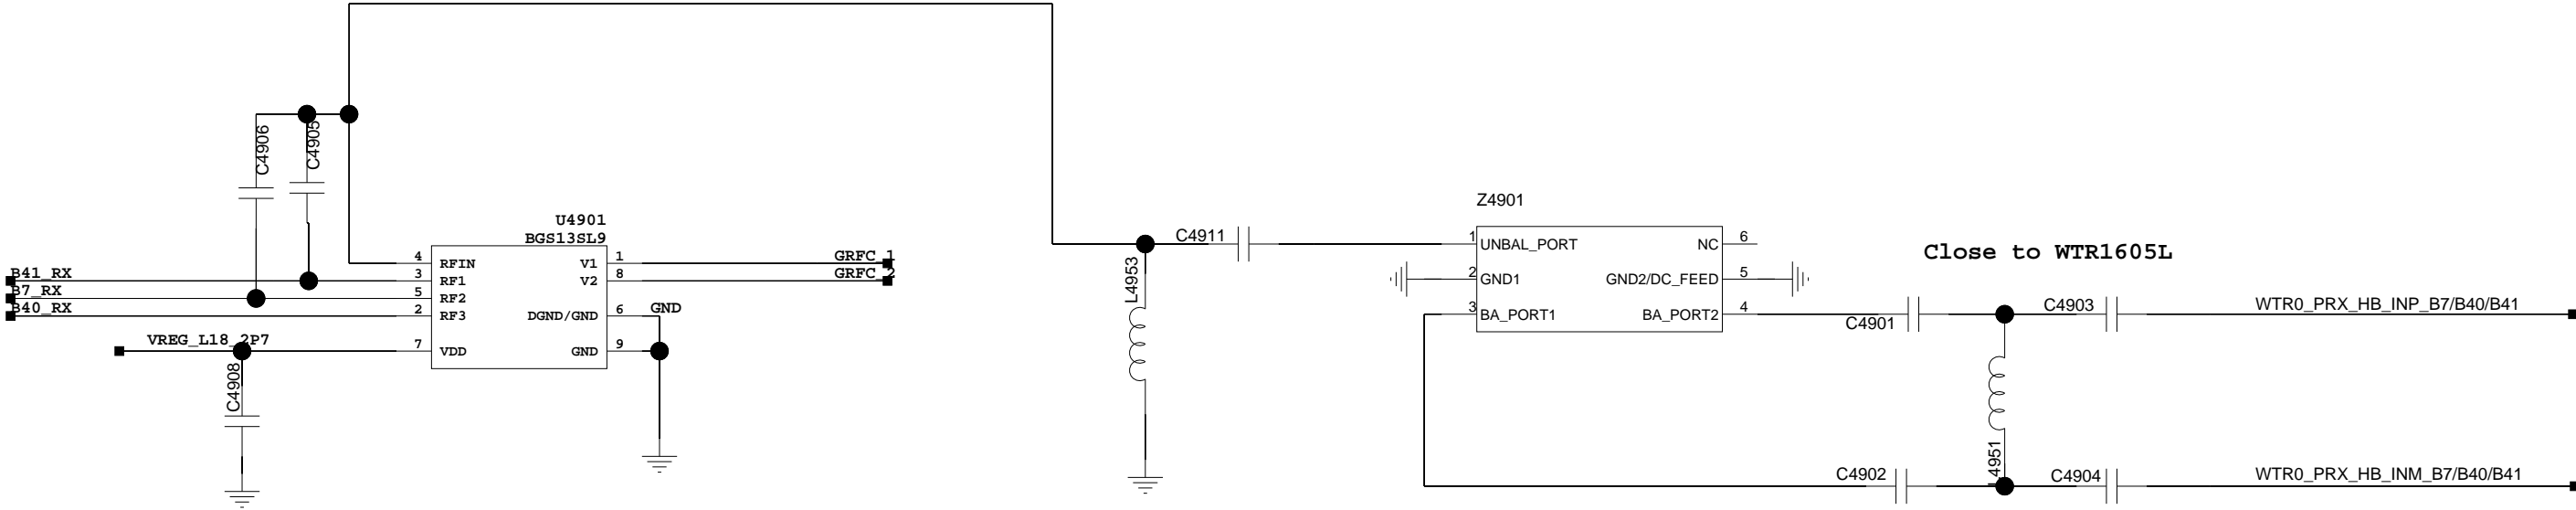 C4906
C4905
U4901
BGS13SL9
4 RFIN V1 1 GRFC_1
B41_RX 3 RF1 V2 8 GRFC_2
B7_RX 5 RF2
B40_RX 2 RF3 DGND/GND 6 GND
VREG_L18_2P7 7 VDD GND 9
C4908
L4953
C4911
Z4901
1 UNBAL_PORT NC 6
2 GND1 GND2/DC_FEED 5
3 BA_PORT1 BA_PORT2 4
Close to WTR1605L
C4901
C4903
WTR0_PRX_HB_INP_B7/B40/B41
C4902
L4951
C4904
WTR0_PRX_HB_INM_B7/B40/B41